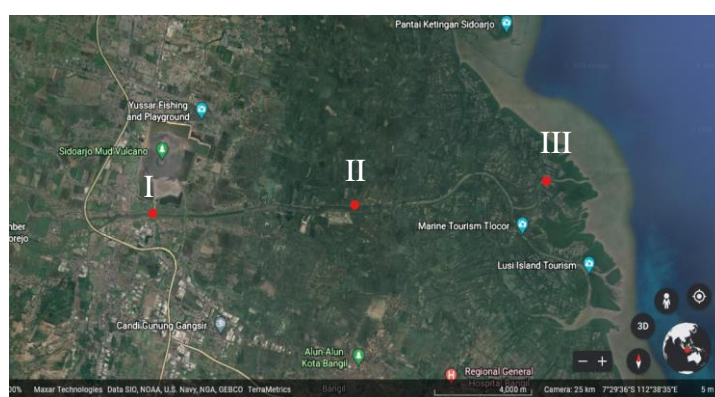 Pantai Ketingan Sidoarjo
Yussar Fishing
and Playground
Sidoarjo Mud Vulcano
I
II
III
mber
orejo
Marine Tourism Tlocor
Lusi Island Tourism
Candi Gunung Gangsir
3D
Alun-Alun
Kota Bangil
Bangil
Regional General
Hospital Bangil
00% Maxar Technologies Data SIO, NOAA, U.S. Navy, NGA, GEBCO TerraMetrics
4,000 m
Camera: 25 km 7°29'36"S 112°38'35"E 5 m